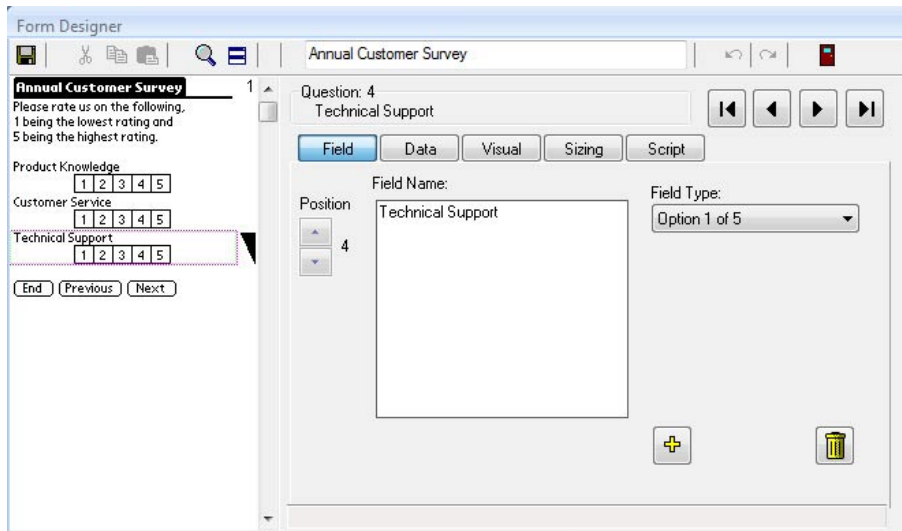 Form Designer
Annual Customer Survey
Annual Customer Survey 1
Please rate us on the following,
1 being the lowest rating and
5 being the highest rating.
Product Knowledge
1 2 3 4 5
Customer Service
1 2 3 4 5
Technical Support
1 2 3 4 5
End Previous Next
Question: 4
Technical Support
Field Data Visual Sizing Script
Position
4
Field Name:
Technical Support
Field Type:
Option 1 of 5